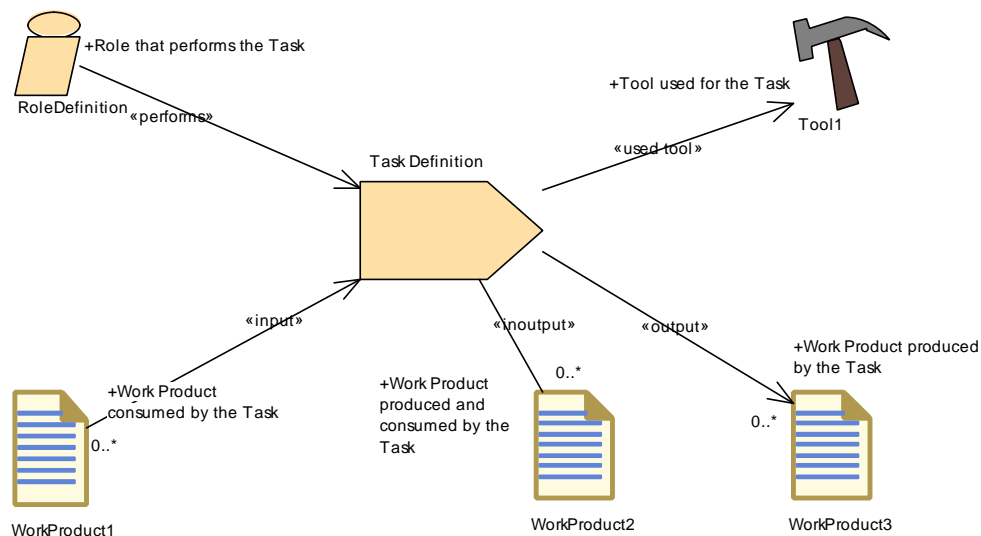 +Role that performs the Task
RoleDefinition
«performs»
+Tool used for the Task
Tool1
«used tool»
Task Definition
«input»
«inoutput»
«output»
+Work Product
consumed by the Task
0..*
WorkProduct1
+Work Product
produced and
consumed by the
Task
0..*
WorkProduct2
+Work Product produced
by the Task
0..*
WorkProduct3